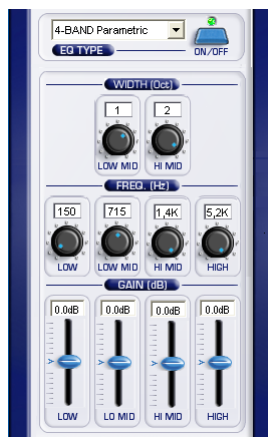 4-BAND Parametric
EQ TYPE
ON/OFF
WIDTH (Oct)
1 2
LOW MID HI MID
FREQ. (Hz)
150 715 1,4K 5,2K
LOW LOW MID HI MID HIGH
GAIN (dB)
0.0dB 0.0dB 0.0dB 0.0dB
LOW LO MID HI MID HIGH